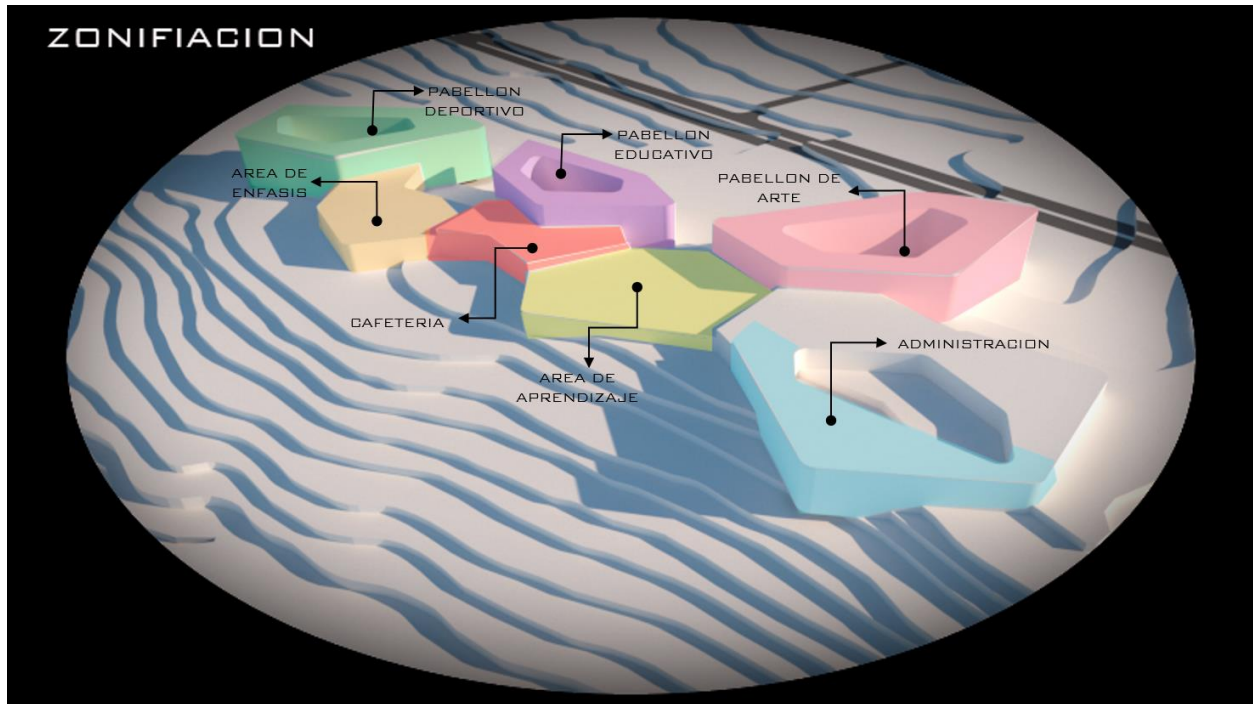 ZONIFIACION
PABELLON
DEPORTIVO
PABELLON
EDUCATIVO
AREA DE
ENFASIS
PABELLON DE
ARTE
CAFETERIA
ADMINISTRACION
AREA DE
APRENDIZAJE